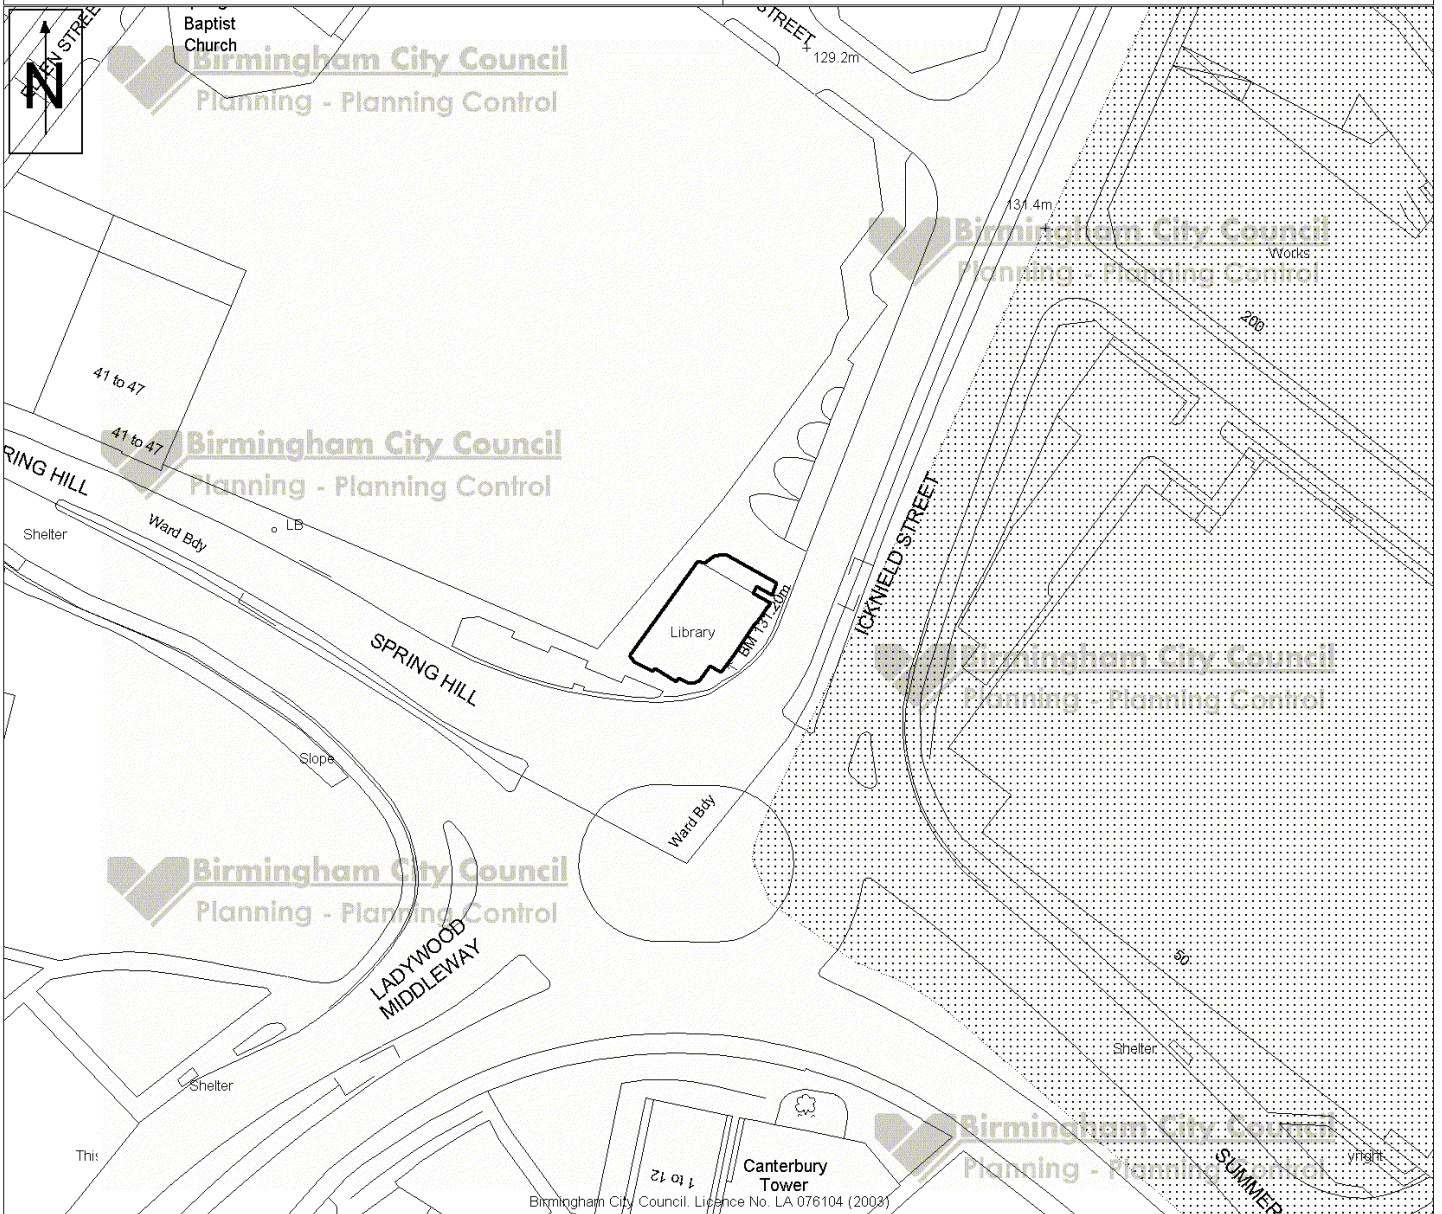 Baptist
Church
STREET
129.2m
N
Birmingham City Council
Planning - Planning Control
131.4m
Birmingham City Council
Planning - Planning Control
Works
200
41 to 47
41 to 47
Birmingham City Council
Planning - Planning Control
RING HILL
LB
Ward Bdy
Shelter
ICKNIELD STREET
BM 131.20m
Library
SPRING HILL
Birmingham City Council
Planning - Planning Control
Slope
Ward Bdy
Birmingham City Council
Planning - Planning Control
LADYWOOD
MIDDLEWAY
50
Shelter
Shelter
Birmingham City Council
Planning - Planning Control
This
yright
SUMMER
1 to 12
Canterbury
Tower
Birmingham City Council. Licence No. LA 076104 (2003)